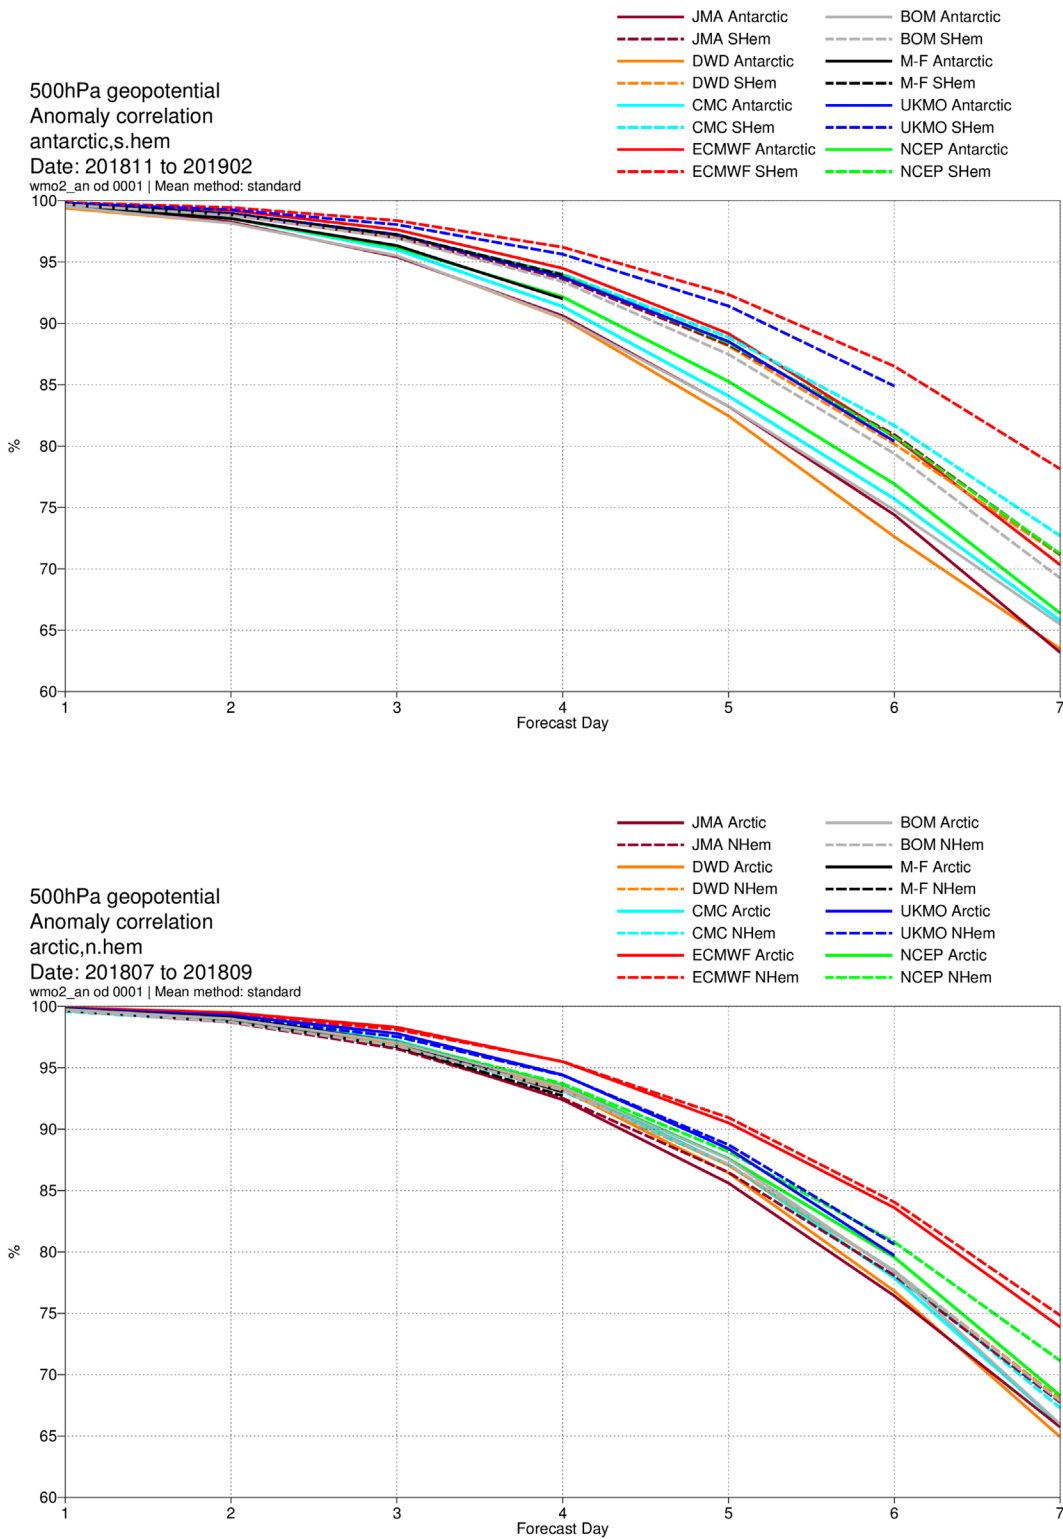 JMA Antarctic
JMA SHem
DWD Antarctic
DWD SHem
CMC Antarctic
CMC SHem
ECMWF Antarctic
ECMWF SHem
BOM Antarctic
BOM SHem
M-F Antarctic
M-F SHem
UKMO Antarctic
UKMO SHem
NCEP Antarctic
NCEP SHem
500hPa geopotential
Anomaly correlation
antarctic,s.hem
Date: 201811 to 201902
wmo2_an od 0001 | Mean method: standard
100
95
90
85
80
75
70
65
60
%
1 2 3 4 5 6 7
Forecast Day
JMA Arctic
JMA NHem
DWD Arctic
DWD NHem
CMC Arctic
CMC NHem
ECMWF Arctic
ECMWF NHem
BOM Arctic
BOM NHem
M-F Arctic
M-F NHem
UKMO Arctic
UKMO NHem
NCEP Arctic
NCEP NHem
500hPa geopotential
Anomaly correlation
arctic,n.hem
Date: 201807 to 201809
wmo2_an od 0001 | Mean method: standard
100
95
90
85
80
75
70
65
60
%
1 2 3 4 5 6 7
Forecast Day